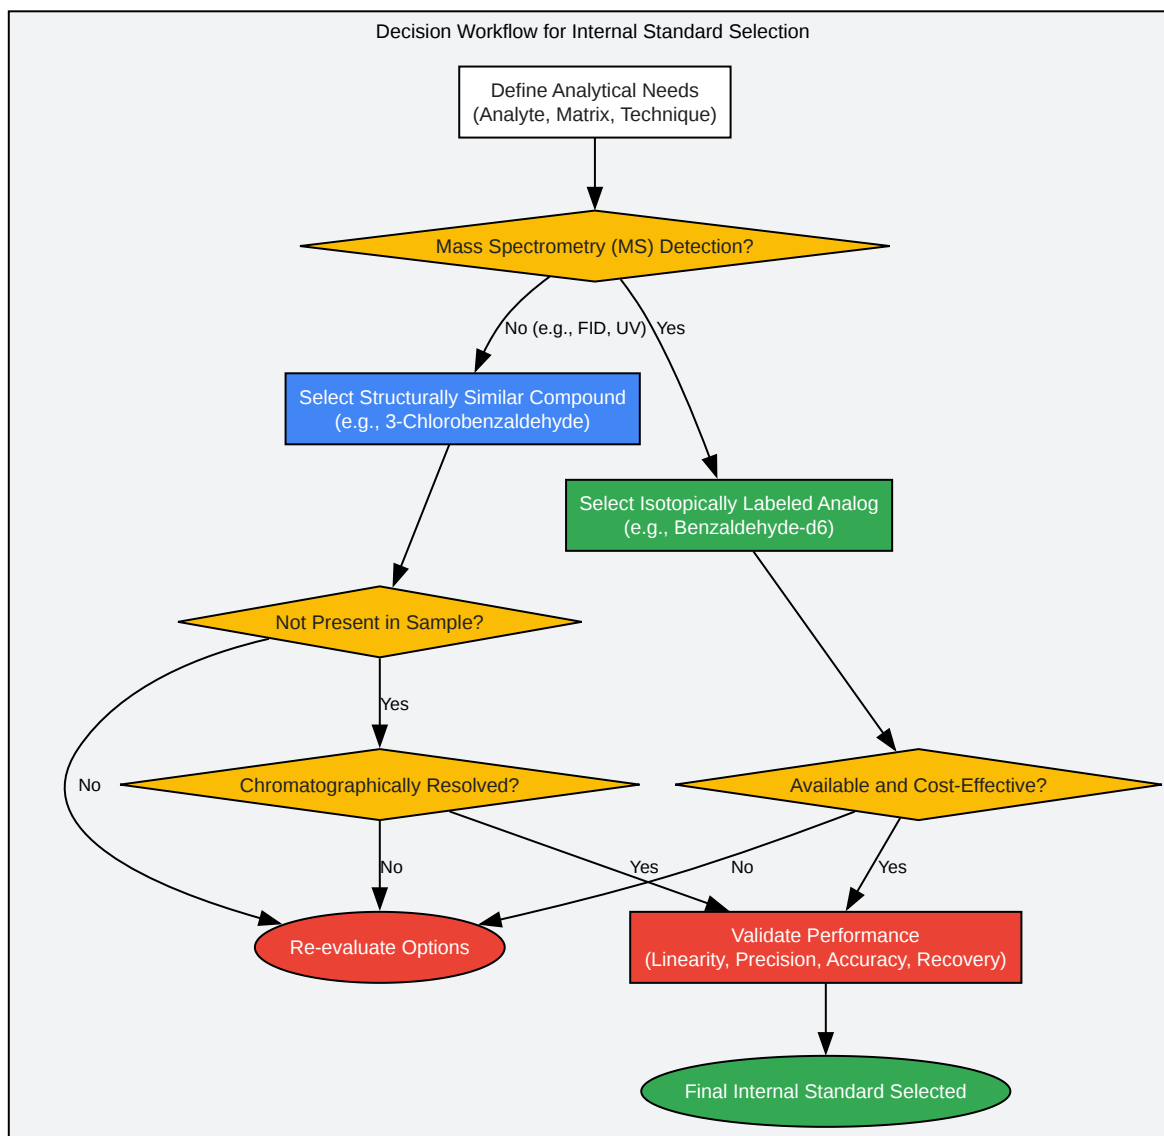 Decision Workflow for Internal Standard Selection
Define Analytical Needs
(Analyte, Matrix, Technique)
Mass Spectrometry (MS) Detection?
No (e.g., FID, UV)
Yes
Select Structurally Similar Compound
(e.g., 3-Chlorobenzaldehyde)
Select Isotopically Labeled Analog
(e.g., Benzaldehyde-d6)
Not Present in Sample?
Yes
No
Chromatographically Resolved?
Available and Cost-Effective?
No
Yes
No
Yes
Re-evaluate Options
Validate Performance
(Linearity, Precision, Accuracy, Recovery)
Final Internal Standard Selected